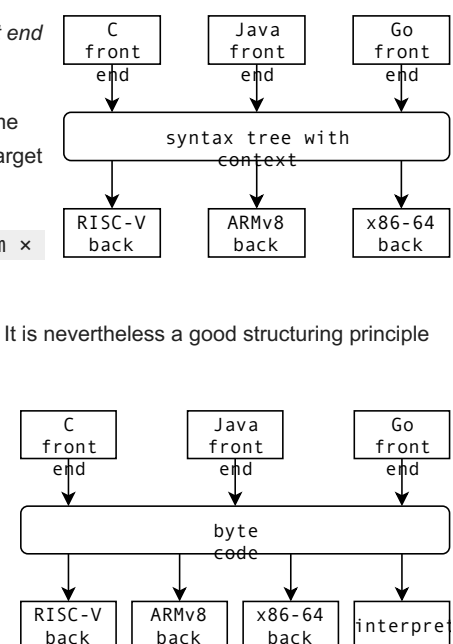 end
C Java Go
front front front
end end end
syntax tree with
context
RISC-V ARMv8 x86-64
back back back
×
It is nevertheless a good structuring principle
C Java Go
front front front
end end end
byte
code
RISC-V ARMv8 x86-64 interpret
back back back